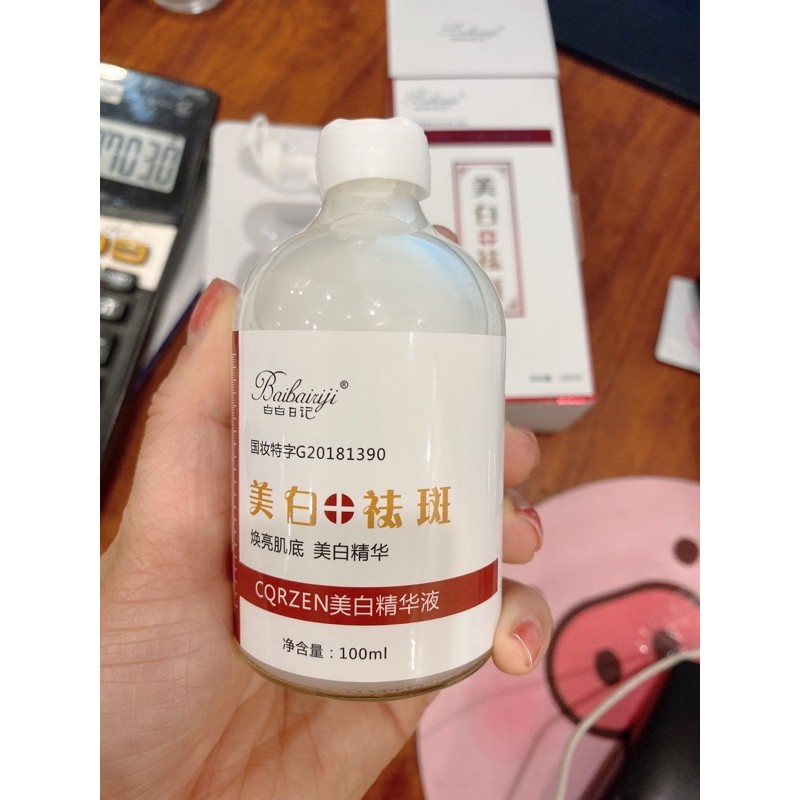 Baibairiji®
白白日记
国妆特字G20181390
美白祛斑
焕亮肌底 美白精华
CQRZEN美白精华液
净含量：100ml
美
白
祛
7030